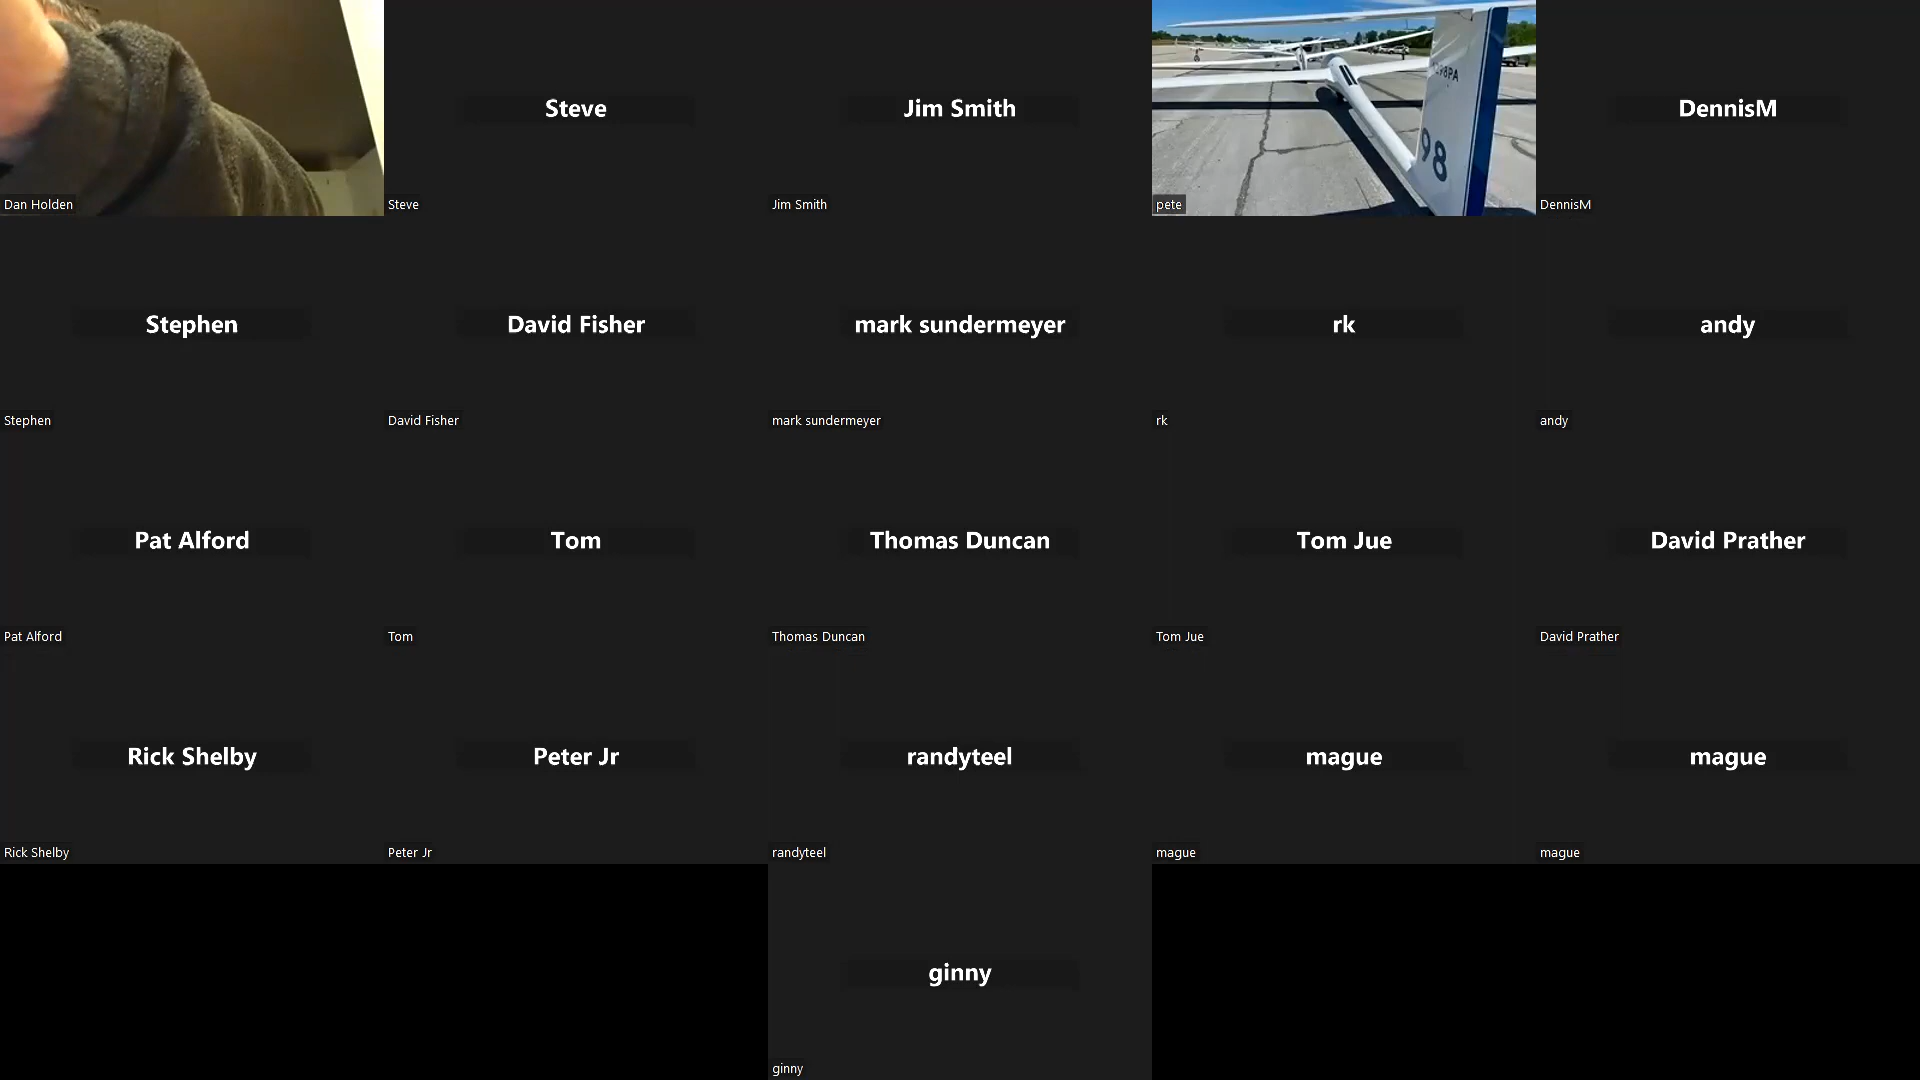 Dan Holden
Steve
Steve
Jim Smith
Jim Smith
98
pete
DennisM
DennisM
Stephen
Stephen
David Fisher
David Fisher
mark sundermeyer
mark sundermeyer
rk
rk
andy
andy
Pat Alford
Pat Alford
Tom
Tom
Thomas Duncan
Thomas Duncan
Tom Jue
Tom Jue
David Prather
David Prather
Rick Shelby
Rick Shelby
Peter Jr
Peter Jr
randyteel
randyteel
mague
mague
mague
mague
ginny
ginny